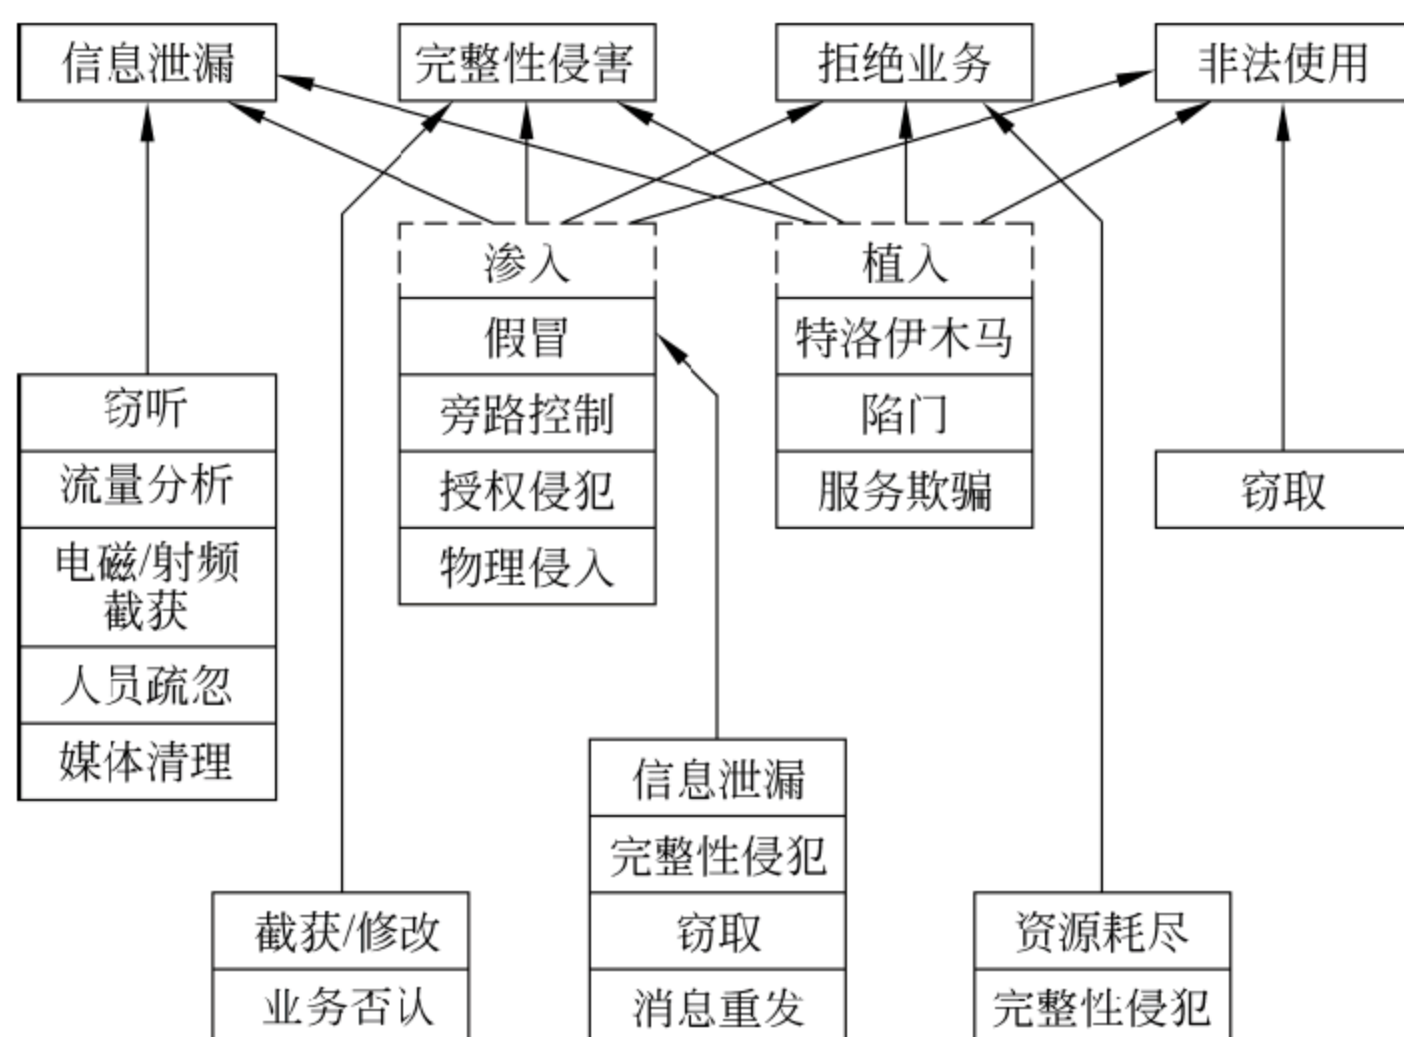 信息泄漏
完整性侵害
拒绝业务
非法使用
渗入
假冒
旁路控制
授权侵犯
物理侵入
植入
特洛伊木马
陷门
服务欺骗
窃听
流量分析
电磁/射频
截获
人员疏忽
媒体清理
窃取
信息泄漏
完整性侵犯
窃取
消息重发
截获/修改
业务否认
资源耗尽
完整性侵犯